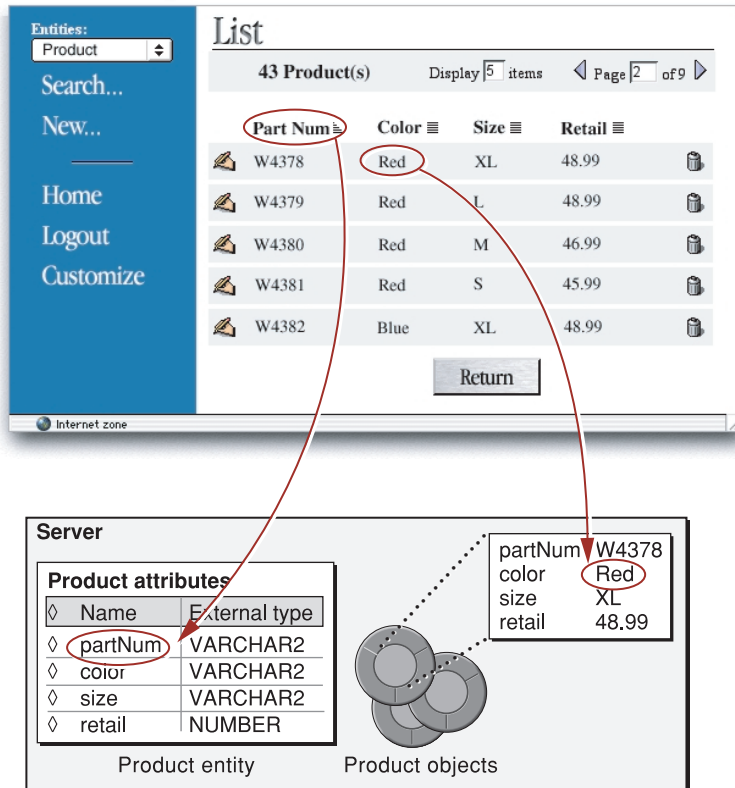 Entities:
Product
Search...
New...
Home
Logout
Customize
List
43 Product(s) Display 5 items Page 2 of 9
Part Num Color Size Retail
W4378 Red XL 48.99
W4379 Red L 48.99
W4380 Red M 46.99
W4381 Red S 45.99
W4382 Blue XL 48.99
Return
Internet zone
Server
Product attributes
Name External type
partNum VARCHAR2
color VARCHAR2
size VARCHAR2
retail NUMBER
Product entity
partNum W4378
color Red
size XL
retail 48.99
Product objects